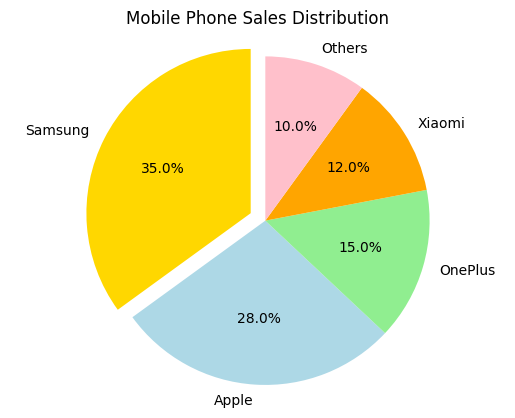 Mobile Phone Sales Distribution
Others
Samsung
Xiaomi
10.0%
35.0%
12.0%
15.0%
OnePlus
28.0%
Apple